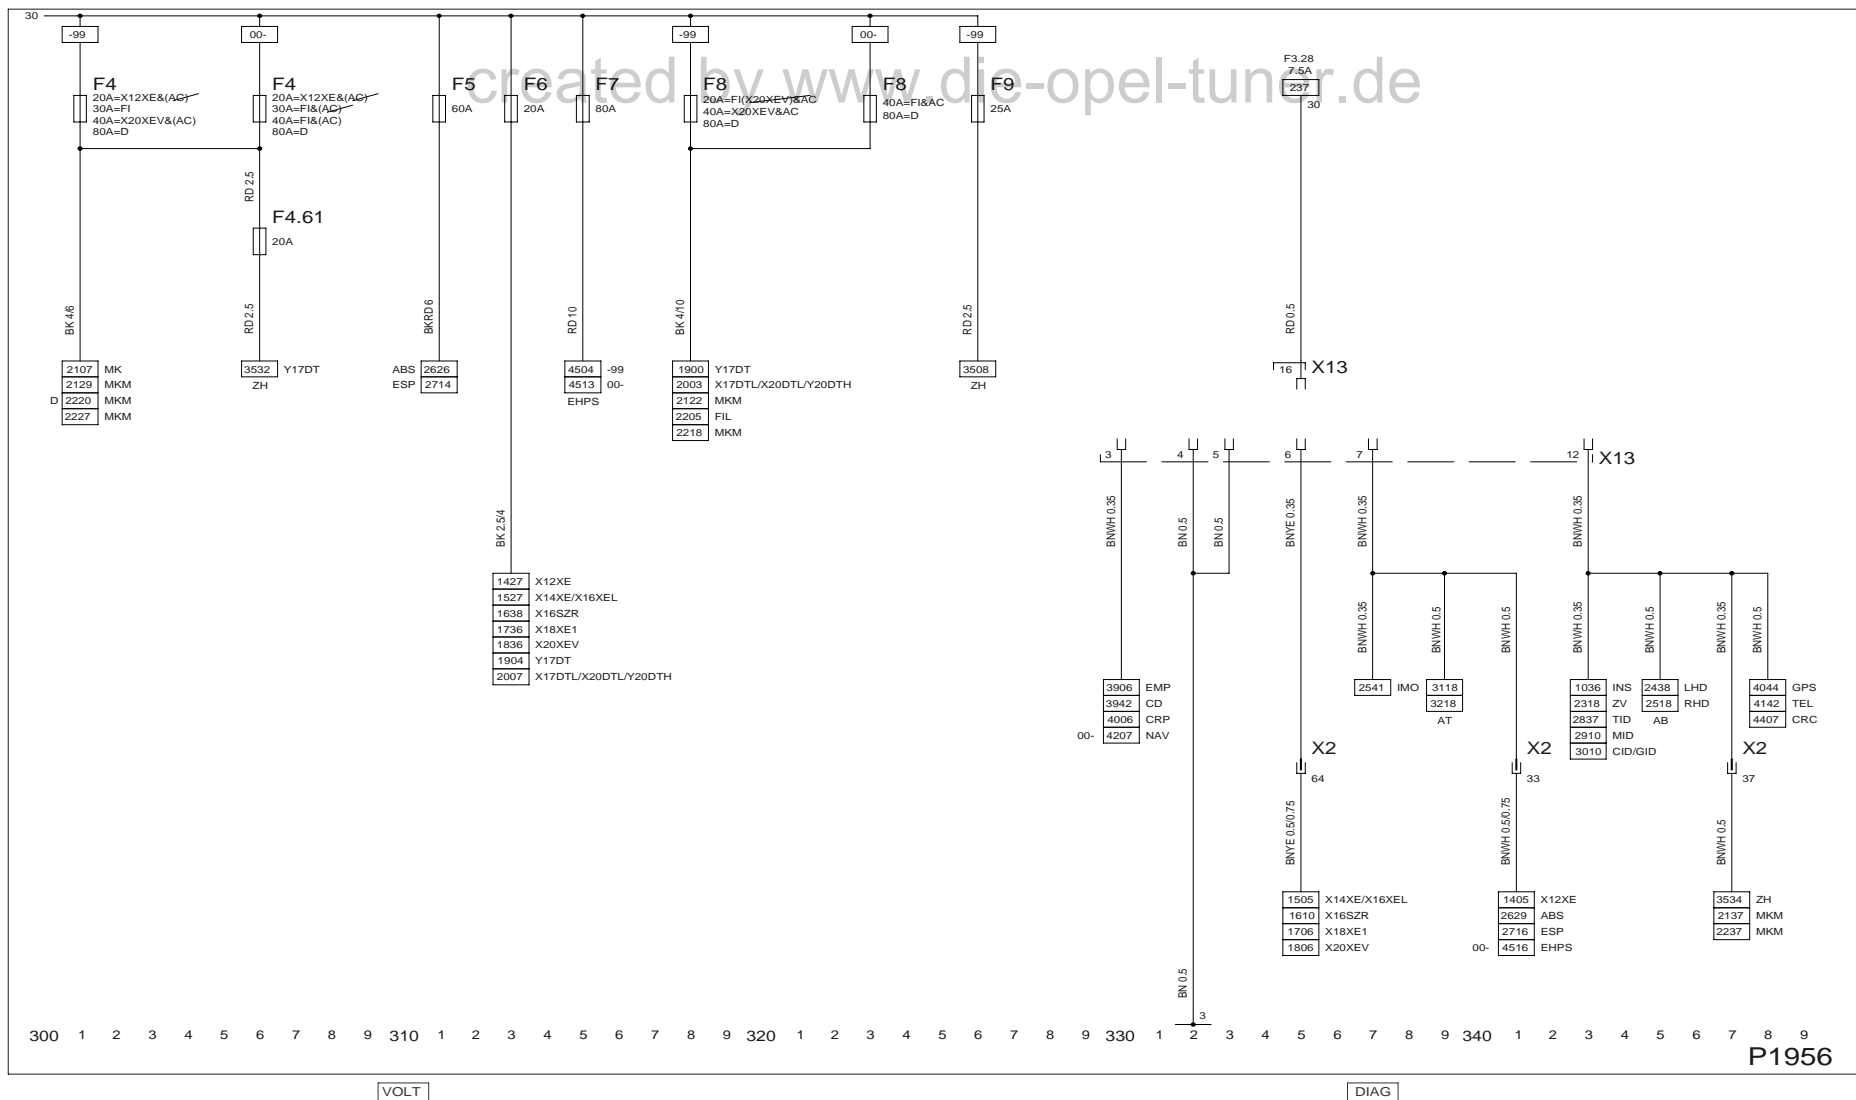 30
-99
00-
-99
00-
-99
created by www.die-opel-tuner.de
F4
20A=X12XE&(AC)
30A=FI
40A=X20XEV&(AC)
80A=D
F4
20A=X12XE&(AC)
30A=FI&(AC)
40A=FI&(AC)
80A=D
F5
60A
F6
20A
F7
80A
F8
20A=FI(X20XEV)&AC
40A=X20XEV&AC
80A=D
F8
40A=FI&AC
80A=D
F9
25A
F3.28
7.5A
237
30
RD 2.5
F4.61
20A
BK 4/6
RD 2.5
BKRD 6
RD 10
BK 4/10
RD 2.5
RD 0.5
2107 MK
2129 MKM
D 2220 MKM
2227 MKM
3532 Y17DT
ZH
ABS 2626
ESP 2714
4504 -99
4513 00-
EHPS
1900 Y17DT
2003 X17DTL/X20DTL/Y20DTH
2122 MKM
2205 FIL
2218 MKM
3508
ZH
16 X13
3 4 5 6 7 12 X13
BK 2.5/4
BNWH 0.35
BN 0.5
BN 0.5
BNYE 0.35
BNWH 0.35
BNWH 0.35
1427 X12XE
1527 X14XE/X16XEL
1638 X16SZR
1736 X18XE1
1836 X20XEV
1904 Y17DT
2007 X17DTL/X20DTL/Y20DTH
BNWH 0.35
BNWH 0.5
BNWH 0.5
BNWH 0.35
BNWH 0.5
BNWH 0.5
BNWH 0.5
3906 EMP
3942 CD
4006 CRP
00- 4207 NAV
2541 IMO
3118
3218
AT
1036 INS
2318 ZV
2837 TID
2910 MID
3010 CID/GID
2438 LHD
2518 RHD
AB
4044 GPS
4142 TEL
4407 CRC
X2
64
X2
33
X2
37
BNYE 0.5/0.75
BNWH 0.5/0.75
BNWH 0.5
1505 X14XE/X16XEL
1610 X16SZR
1706 X18XE1
1806 X20XEV
1405 X12XE
2629 ABS
2716 ESP
00- 4516 EHPS
3534 ZH
2137 MKM
2237 MKM
BN 0.5
3
300 1 2 3 4 5 6 7 8 9 310 1 2 3 4 5 6 7 8 9 320 1 2 3 4 5 6 7 8 9 330 1 2 3 4 5 6 7 8 9 340 1 2 3 4 5 6 7 8 9
P1956
VOLT
DIAG